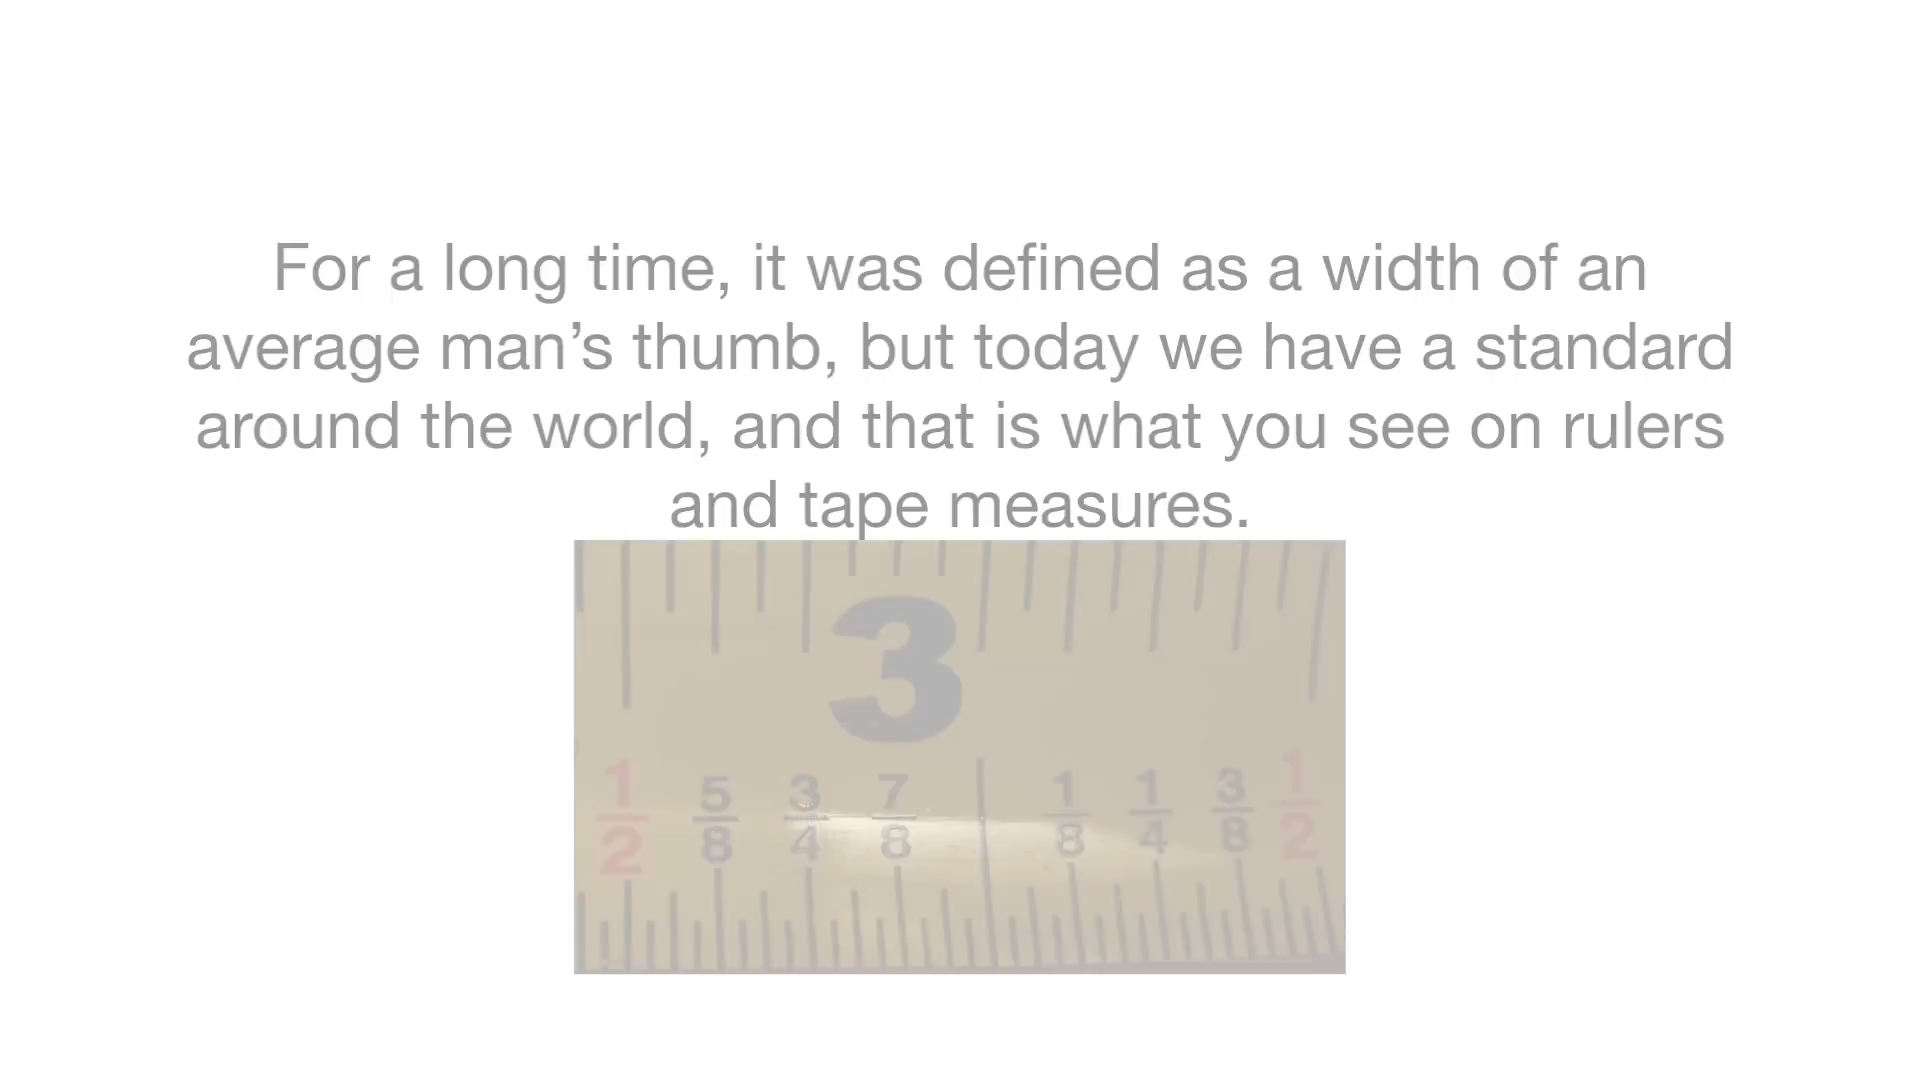 For a long time, it was defined as a width of an
average man’s thumb, but today we have a standard
around the world, and that is what you see on rulers
and tape measures.
3
1/2 5/8 3/4 7/8 1/8 1/4 3/8 1/2